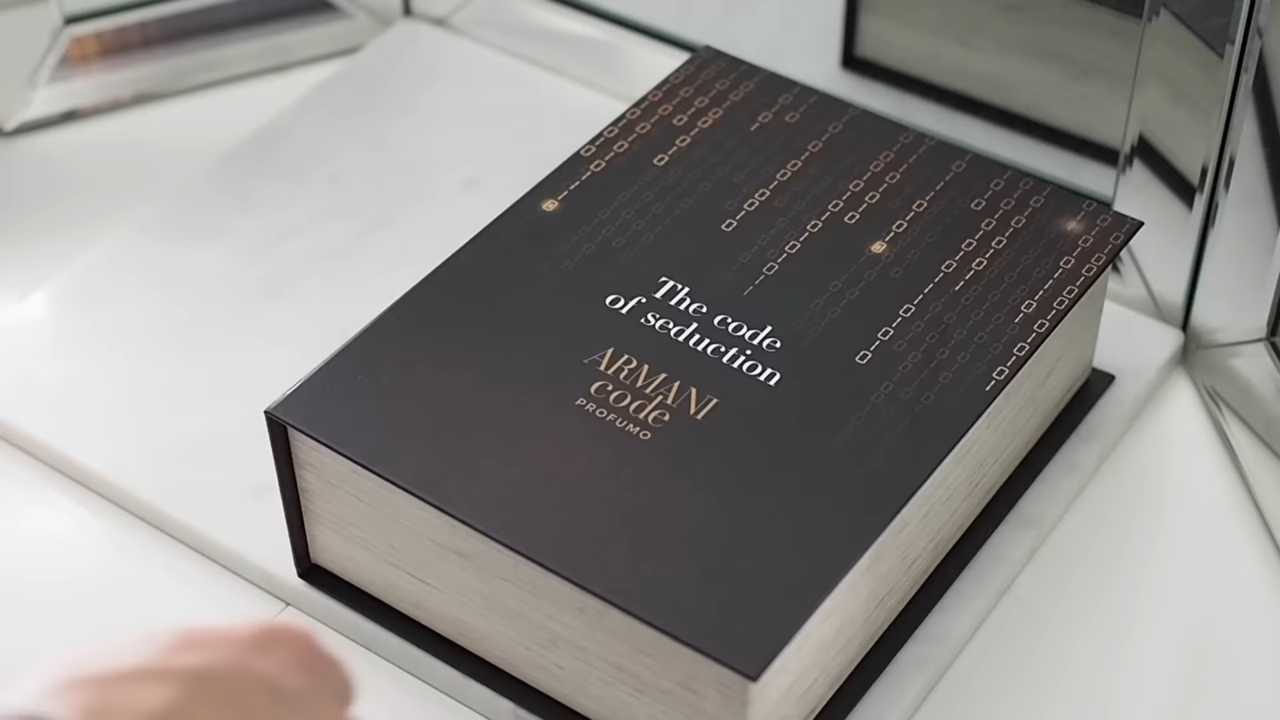 The code
of seduction
ARMANI
code
PROFUMO